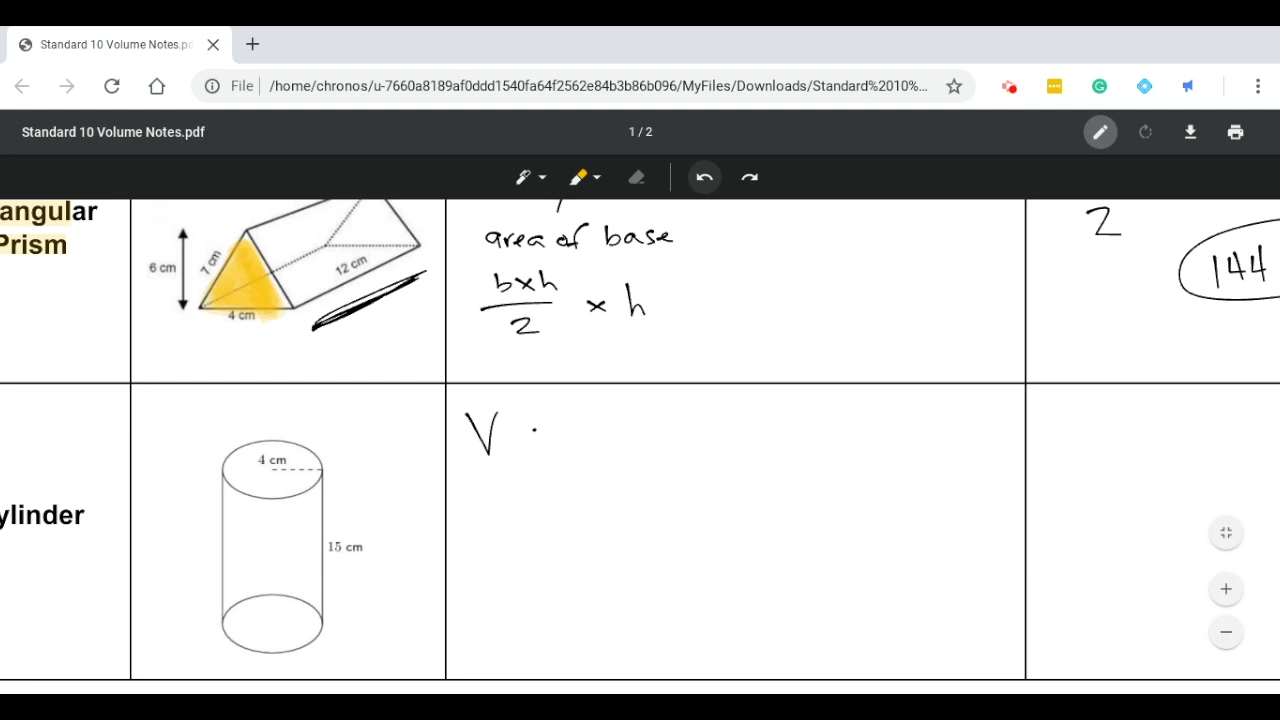 Standard 10 Volume Notes.pd
File /home/chronos/u-7660a8189af0ddd1540fa64f2562e84b3b86b096/MyFiles/Downloads/Standard%2010%...
Standard 10 Volume Notes.pdf
1 / 2
angular
Prism
6 cm
7 cm
12 cm
4 cm
area of base
b×h
2
× h
2
144
ylinder
4 cm
15 cm
V